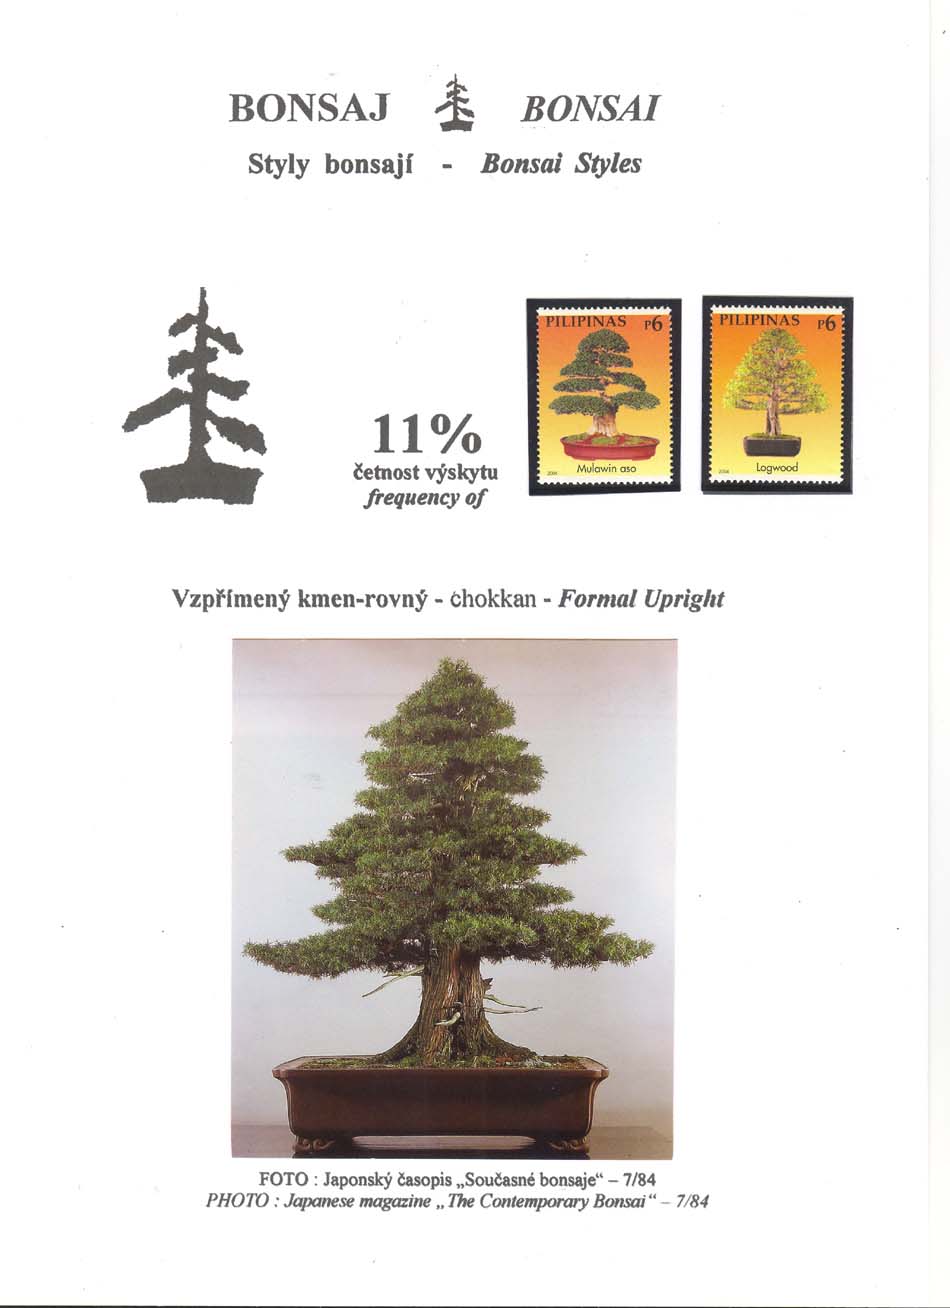 BONSAJ BONSAI
Styly bonsají - Bonsai Styles
PILIPINAS P6
Mulawin aso
2004
PILIPINAS P6
Logwood
2004
11%
četnost výskytu
frequency of
Vzpřímený kmen-rovný - chokkan - Formal Upright
FOTO : Japonský časopis „Současné bonsaje“ – 7/84
PHOTO : Japanese magazine „ The Contemporary Bonsai “ – 7/84